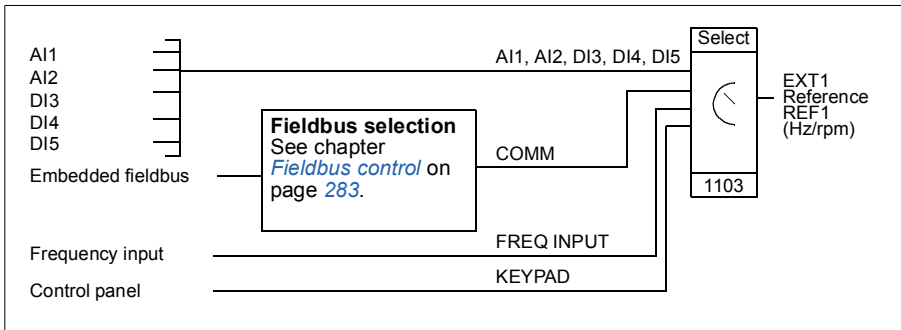 AI1
AI2
DI3
DI4
DI5
Embedded fieldbus
Frequency input
Control panel
Fieldbus selection
See chapter
Fieldbus control on
page 283.
AI1, AI2, DI3, DI4, DI5
COMM
FREQ INPUT
KEYPAD
Select
1103
EXT1
Reference
REF1
(Hz/rpm)